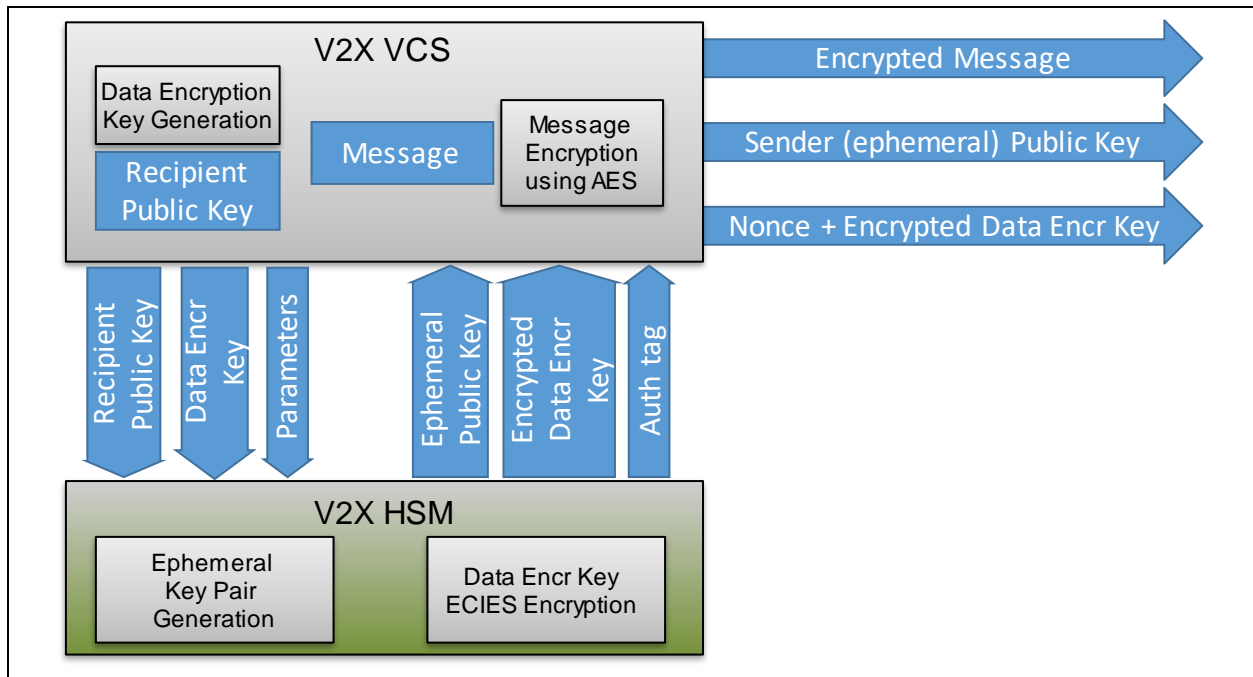 V2X VCS
Data Encryption
Key Generation
Recipient
Public Key
Message
Message
Encryption
using AES
Encrypted Message
Sender (ephemeral) Public Key
Nonce + Encrypted Data Encr Key
Recipient
Public Key
Data Encr
Key
Parameters
Ephemeral
Public Key
Encrypted
Data Encr
Key
Auth tag
V2X HSM
Ephemeral
Key Pair
Generation
Data Encr Key
ECIES Encryption